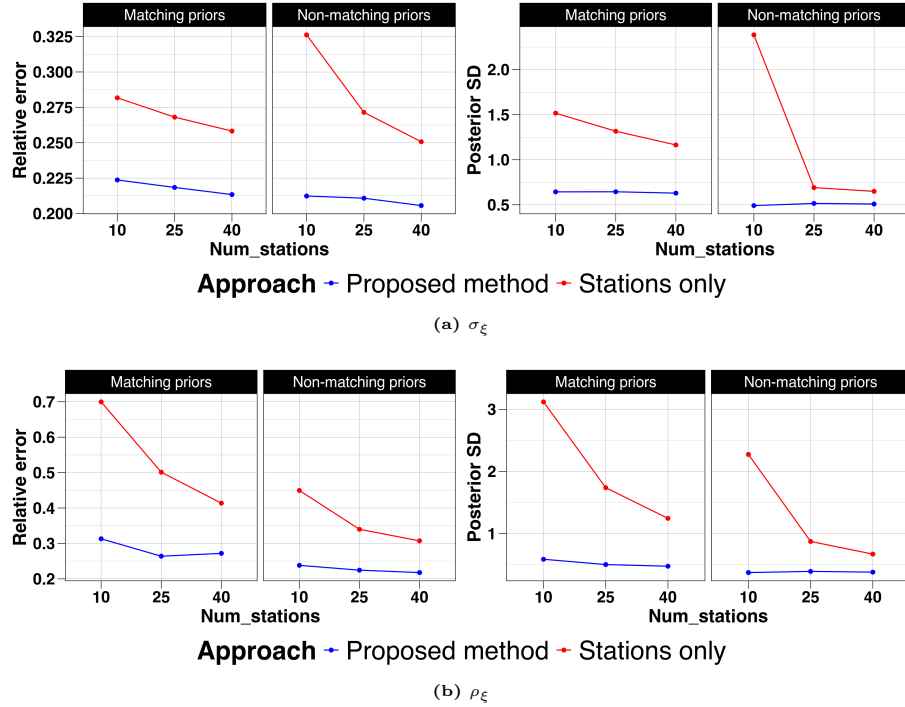 Matching priors Non-matching priors
Relative error
0.325
0.300
0.275
0.250
0.225
0.200
10 25 40 10 25 40
Num_stations
Matching priors Non-matching priors
Posterior SD
2.0
1.5
1.0
0.5
10 25 40 10 25 40
Num_stations
Approach Proposed method Stations only
(a) σξ
Matching priors Non-matching priors
Relative error
0.7
0.6
0.5
0.4
0.3
0.2
10 25 40 10 25 40
Num_stations
Matching priors Non-matching priors
Posterior SD
3
2
1
10 25 40 10 25 40
Num_stations
Approach Proposed method Stations only
(b) ρξ